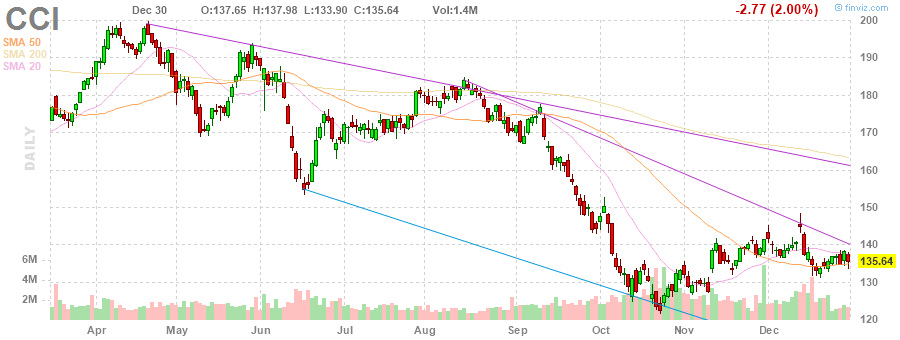 CCI Dec 30 O:137.65 H:137.98 L:133.90 C:135.64 Vol:1.4M -2.77 (2.00%) © finviz.com
SMA 50
SMA 200
SMA 20
DAILY
200
190
180
170
160
150
140
135.64
130
120
6M
4M
2M
Apr May Jun Jul Aug Sep Oct Nov Dec